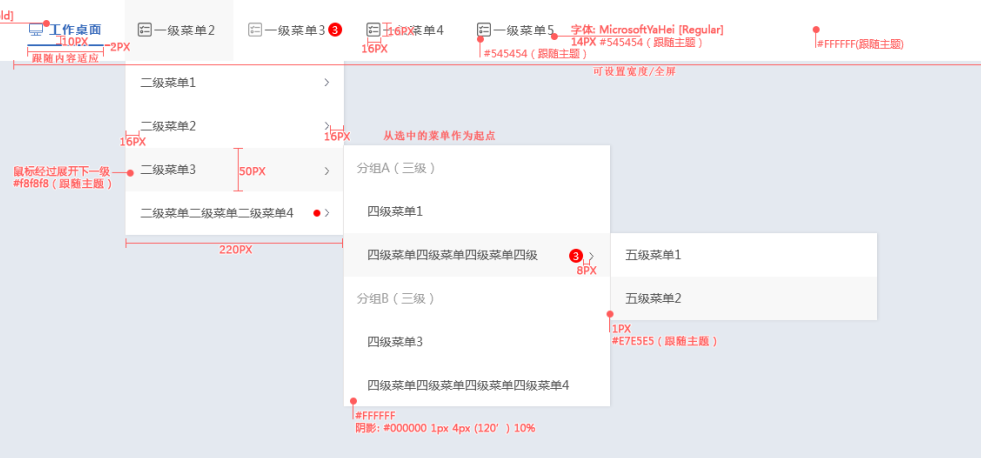 ld]
工作桌面
一级菜单2
一级菜单3
3
16PX
菜单4
16PX
一级菜单5
字体: MicrosoftYaHei [Regular]
14PX #545454（跟随主题）
#545454（跟随主题）
#FFFFFF(跟随主题)
10PX
2PX
跟随内容适应
可设置宽度/全屏
二级菜单1
二级菜单2
16PX
16PX
从选中的菜单作为起点
鼠标经过展开下一级
#f8f8f8（跟随主题）
二级菜单3
50PX
二级菜单二级菜单二级菜单4
220PX
分组A（三级）
四级菜单1
四级菜单四级菜单四级菜单四级
3
8PX
分组B（三级）
四级菜单3
四级菜单四级菜单四级菜单四级菜单4
五级菜单1
五级菜单2
1PX
#E7E5E5（跟随主题）
#FFFFFF
阴影: #000000 1px 4px (120′) 10%